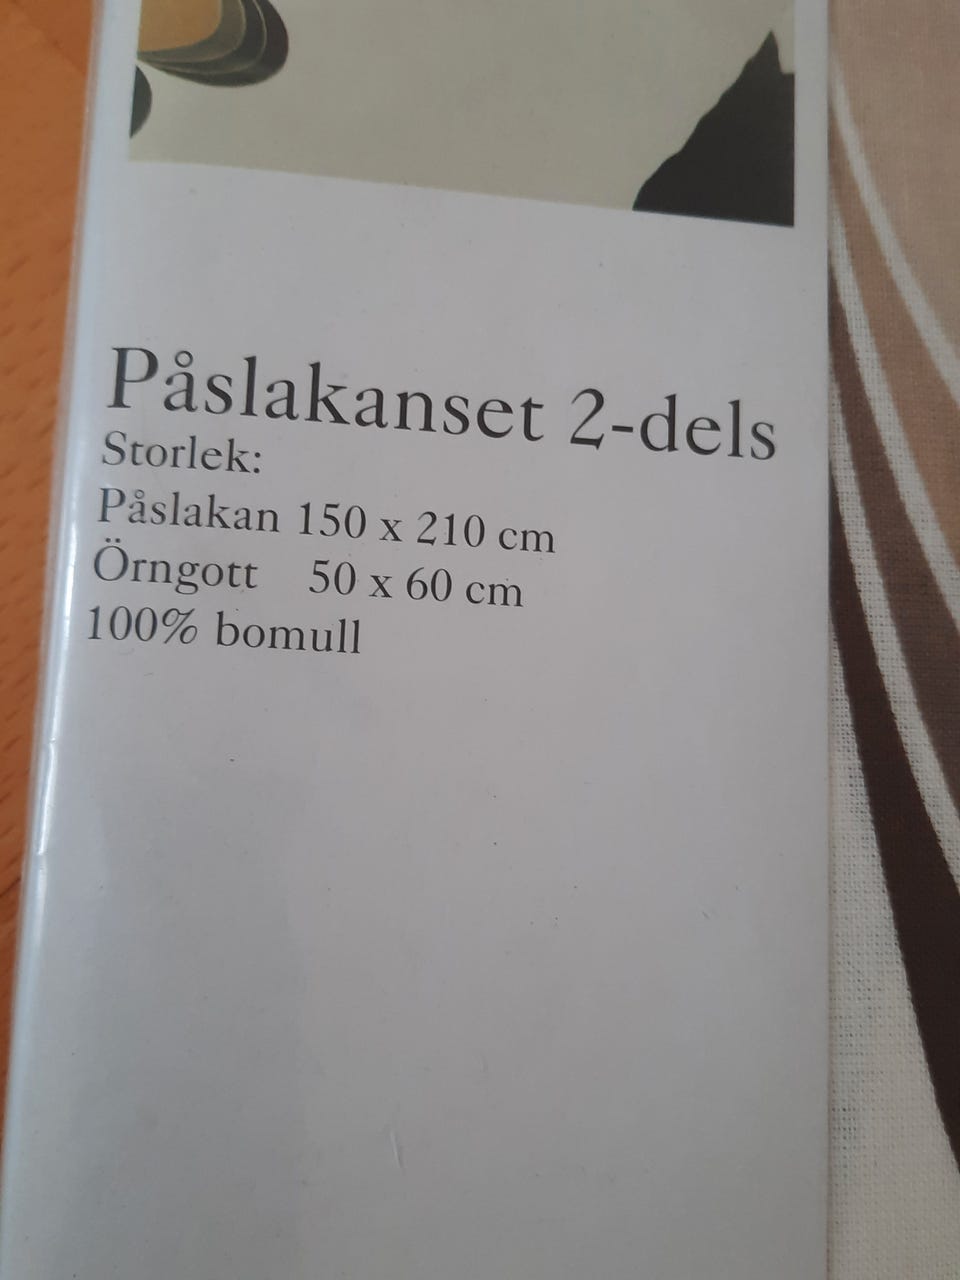 Påslakanset 2-dels
Storlek:
Påslakan 150 x 210 cm
Örngott 50 x 60 cm
100% bomull